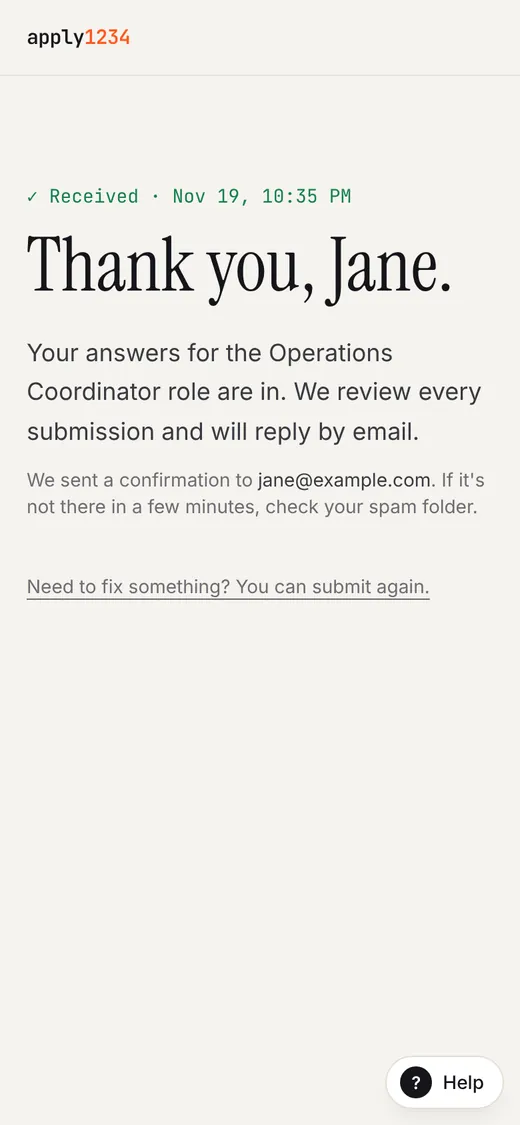 apply1234
✓ Received · Nov 19, 10:35 PM
Thank you, Jane.
Your answers for the Operations
Coordinator role are in. We review every
submission and will reply by email.
We sent a confirmation to jane@example.com. If it's
not there in a few minutes, check your spam folder.
Need to fix something? You can submit again.
? Help